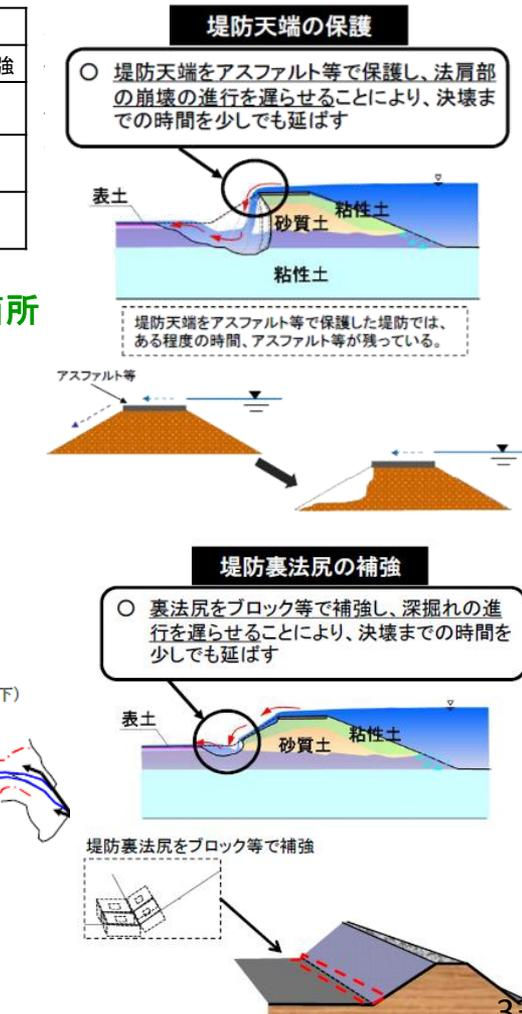 強
堤防天端の保護
○ 堤防天端をアスファルト等で保護し、法肩部
の崩壊の進行を遅らせることにより、決壊ま
での時間を少しでも延ばす
表土
粘性土
砂質土
粘性土
所
堤防天端をアスファルト等で保護した堤防では、
ある程度の時間、アスファルト等が残っている。
アスファルト等
堤防裏法尻の補強
○ 裏法尻をブロック等で補強し、深掘れの進
行を遅らせることにより、決壊までの時間を
少しでも延ばす
下)
表土
粘性土
砂質土
堤防裏法尻をブロック等で補強